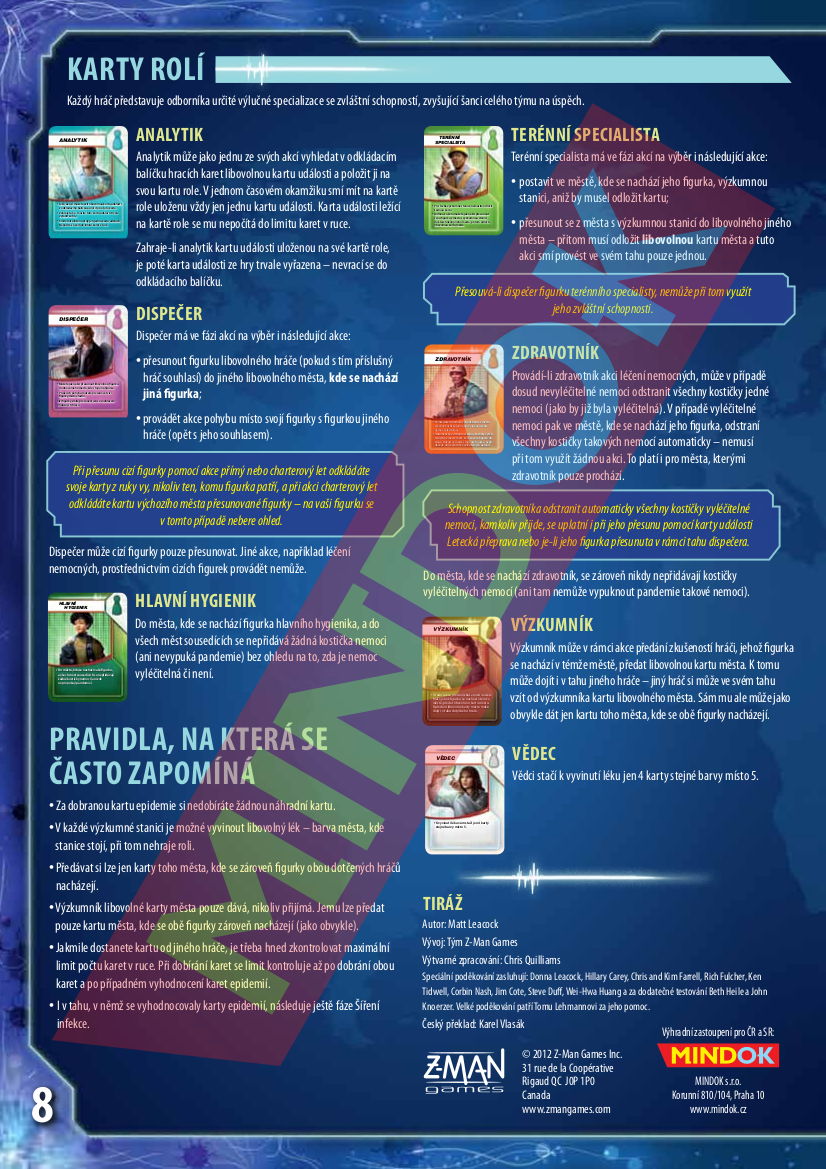 KARTY ROLÍ
Každý hráč představuje odborníka určité výlučné specializace se zvláštní schopností, zvyšující šanci celého týmu na úspěch.
ANALYTIK
ANALYTIK
Analytik může jako jednu ze svých akcí vyhledat v odkládacím
balíčku hracích karet libovolnou kartu události a položit ji na
svou kartu role. V jednom časovém okamžiku smí mít na kartě
role uloženu vždy jen jednu kartu události. Karta události ležící
na kartě role se mu nepočítá do limitu karet v ruce.
Zahraje-li analytik kartu události uloženou na své kartě role,
je poté karta události ze hry trvale vyřazena – nevrací se do
odkládacího balíčku.
DISPEČER
DISPEČER
Dispečer má ve fázi akcí na výběr i následující akce:
• přesunout figurku libovolného hráče (pokud s tím příslušný
hráč souhlasí) do jiného libovolného města, kde se nachází
jiná figurka;
• provádět akce pohybu místo svojí figurky s figurkou jiného
hráče (opět s jeho souhlasem).
Při přesunu cizí figurky pomocí akce přímý nebo charterový let odkládáte
svoje karty z ruky vy, nikoliv ten, komu figurka patří, a při akci charterový let
odkládáte kartu výchozího města přesunované figurky – na vaši figurku se
v tomto případě nebere ohled.
Dispečer může cizí figurky pouze přesunovat. Jiné akce, například léčení
nemocných, prostřednictvím cizích figurek provádět nemůže.
HLAVNÍ
HYGIENIK
HLAVNÍ HYGIENIK
Do města, kde se nachází figurka hlavního hygienika, a do
všech měst sousedících se nepřidává žádná kostička nemoci
(ani nevypuká pandemie) bez ohledu na to, zda je nemoc
vyléčitelná či není.
PRAVIDLA, NA KTERÁ SE
ČASTO ZAPOMÍNÁ
• Za dobranou kartu epidemie si nedobíráte žádnou náhradní kartu.
• V každé výzkumné stanici je možné vyvinout libovolný lék – barva města, kde
stanice stojí, při tom nehraje roli.
• Předávat si lze jen karty toho města, kde se zároveň figurky obou dotčených hráčů
nacházejí.
• Výzkumník libovolné karty města pouze dává, nikoliv přijímá. Jemu lze předat
pouze kartu města, kde se obě figurky zároveň nacházejí (jako obvykle).
• Jakmile dostanete kartu od jiného hráče, je třeba hned zkontrolovat maximální
limit počtu karet v ruce. Při dobírání karet se limit kontroluje až po dobrání obou
karet a po případném vyhodnocení karet epidemií.
• I v tahu, v němž se vyhodnocovaly karty epidemií, následuje ještě fáze Šíření
infekce.
8
TERÉNNÍ
SPECIALISTA
TERÉNNÍ SPECIALISTA
Terénní specialista má ve fázi akcí na výběr i následující akce:
• postavit ve městě, kde se nachází jeho figurka, výzkumnou
stanici, aniž by musel odložit kartu;
• přesunout se z města s výzkumnou stanicí do libovolného jiného
města – přitom musí odložit libovolnou kartu města a tuto
akci smí provést ve svém tahu pouze jednou.
Přesouvá-li dispečer figurku terénního specialisty, nemůže při tom využít
jeho zvláštní schopnosti.
ZDRAVOTNÍK
ZDRAVOTNÍK
Provádí-li zdravotník akci léčení nemocných, může v případě
dosud nevyléčitelné nemoci odstranit všechny kostičky jedné
nemoci (jako by již byla vyléčitelná). V případě vyléčitelné
nemoci pak ve městě, kde se nachází jeho figurka, odstraní
všechny kostičky takových nemocí automaticky – nemusí
při tom využít žádnou akci. To platí i pro města, kterými
zdravotník pouze prochází.
Schopnost zdravotníka odstranit automaticky všechny kostičky vyléčitelné
nemoci, kamkoliv přijde, se uplatní i při jeho přesunu pomocí karty události
Letecká přeprava nebo je-li jeho figurka přesunuta v rámci tahu dispečera.
Do města, kde se nachází zdravotník, se zároveň nikdy nepřidávají kostičky
vyléčitelných nemocí (ani tam nemůže vypuknout pandemie takové nemoci).
VÝZKUMNÍK
VÝZKUMNÍK
Výzkumník může v rámci akce předání zkušeností hráči, jehož figurka
se nachází v témže městě, předat libovolnou kartu města. K tomu
může dojít i v tahu jiného hráče – jiný hráč si může ve svém tahu
vzít od výzkumníka kartu libovolného města. Sám mu ale může jako
obvykle dát jen kartu toho města, kde se obě figurky nacházejí.
VĚDEC
VĚDEC
Vědci stačí k vyvinutí léku jen 4 karty stejné barvy místo 5.
TIRÁŽ
Autor: Matt Leacock
Vývoj: Tým Z-Man Games
Výtvarné zpracování: Chris Quilliams
Speciální poděkování zasluhují: Donna Leacock, Hillary Carey, Chris and Kim Farrell, Rich Fulcher, Ken
Tidwell, Corbin Nash, Jim Cote, Steve Duff, Wei-Hwa Huang a za dodatečné testování Beth Heile a John
Knoerzer. Velké poděkování patří Tomu Lehmannovi za jeho pomoc.
Český překlad: Karel Vlasák
Z-MAN
games
© 2012 Z-Man Games Inc.
31 rue de la Coopérative
Rigaud QC J0P 1P0
Canada
www.zmangames.com
Výhradní zastoupení pro ČR a SR:
MINDOK
MINDOK s.r.o.
Korunní 810/104, Praha 10
www.mindok.cz
MINDOK